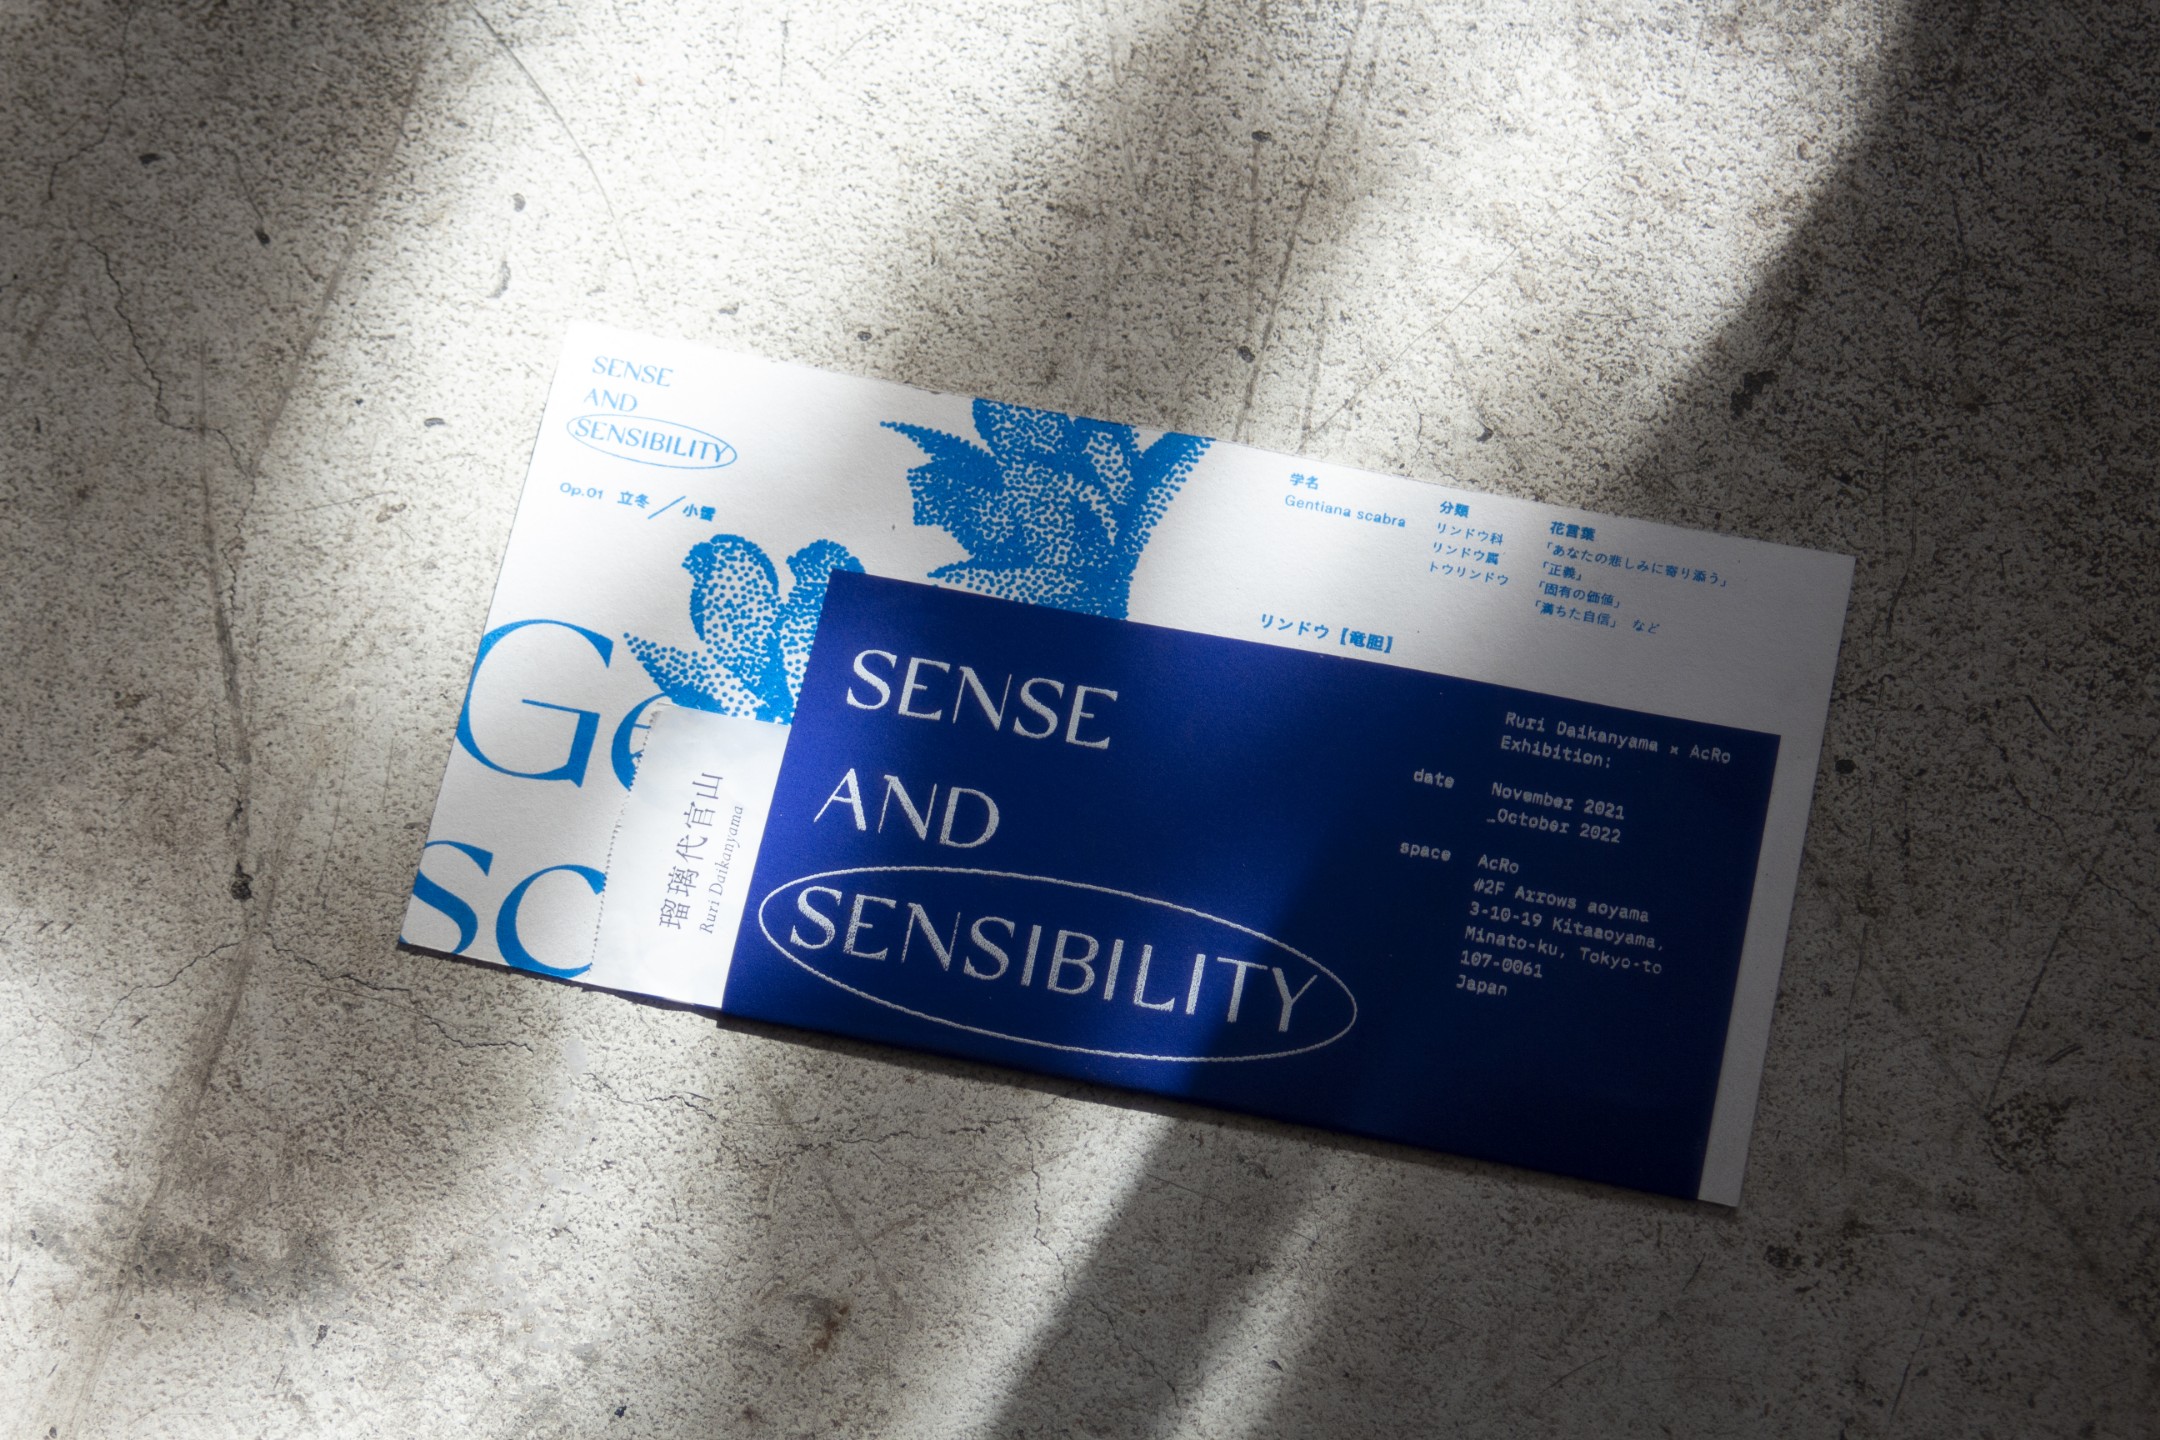 SENSE
AND
SENSIBILITY
Op.01 立冬／小雪
Ge
sc
学名
Gentiana scabra
分類
リンドウ科
リンドウ属
トウリンドウ
花言葉
「あなたの悲しみに寄り添う」
「正義」
「固有の価値」
「満ちた自信」 など
リンドウ【竜胆】
瑠璃代官山
Ruri Daikanyama
SENSE
AND
SENSIBILITY
Ruri Daikanyama × AcRo
Exhibition:
date
November 2021
_October 2022
space
AcRo
#2F Arrows aoyama
3-10-19 Kitaaoyama,
Minato-ku, Tokyo-to
107-0061
Japan